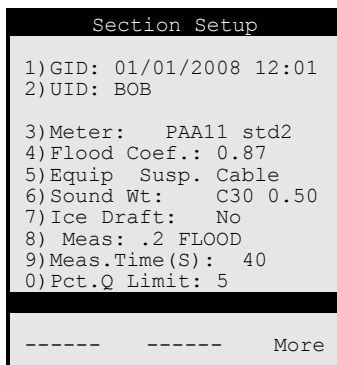 Section Setup
1)GID: 01/01/2008 12:01
2)UID: BOB
3)Meter: PAA11 std2
4)Flood Coef.: 0.87
5)Equip Susp. Cable
6)Sound Wt: C30 0.50
7)Ice Draft: No
8) Meas: .2 FLOOD
9)Meas.Time(S): 40
0)Pct.Q Limit: 5
------ ------ More